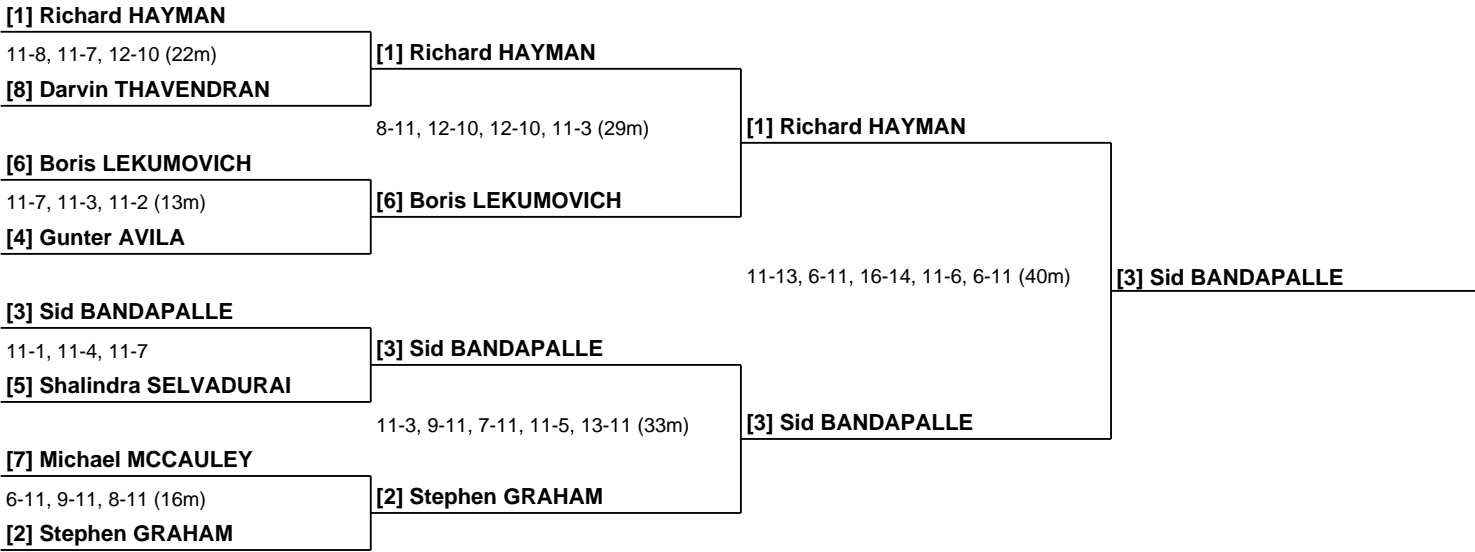 [1] Richard HAYMAN
11-8, 11-7, 12-10 (22m)
[1] Richard HAYMAN
[8] Darvin THAVENDRAN
8-11, 12-10, 12-10, 11-3 (29m)
[1] Richard HAYMAN
[6] Boris LEKUMOVICH
11-7, 11-3, 11-2 (13m)
[6] Boris LEKUMOVICH
[4] Gunter AVILA
11-13, 6-11, 16-14, 11-6, 6-11 (40m)
[3] Sid BANDAPALLE
[3] Sid BANDAPALLE
11-1, 11-4, 11-7
[3] Sid BANDAPALLE
[5] Shalindra SELVADURAI
11-3, 9-11, 7-11, 11-5, 13-11 (33m)
[3] Sid BANDAPALLE
[7] Michael MCCAULEY
6-11, 9-11, 8-11 (16m)
[2] Stephen GRAHAM
[2] Stephen GRAHAM